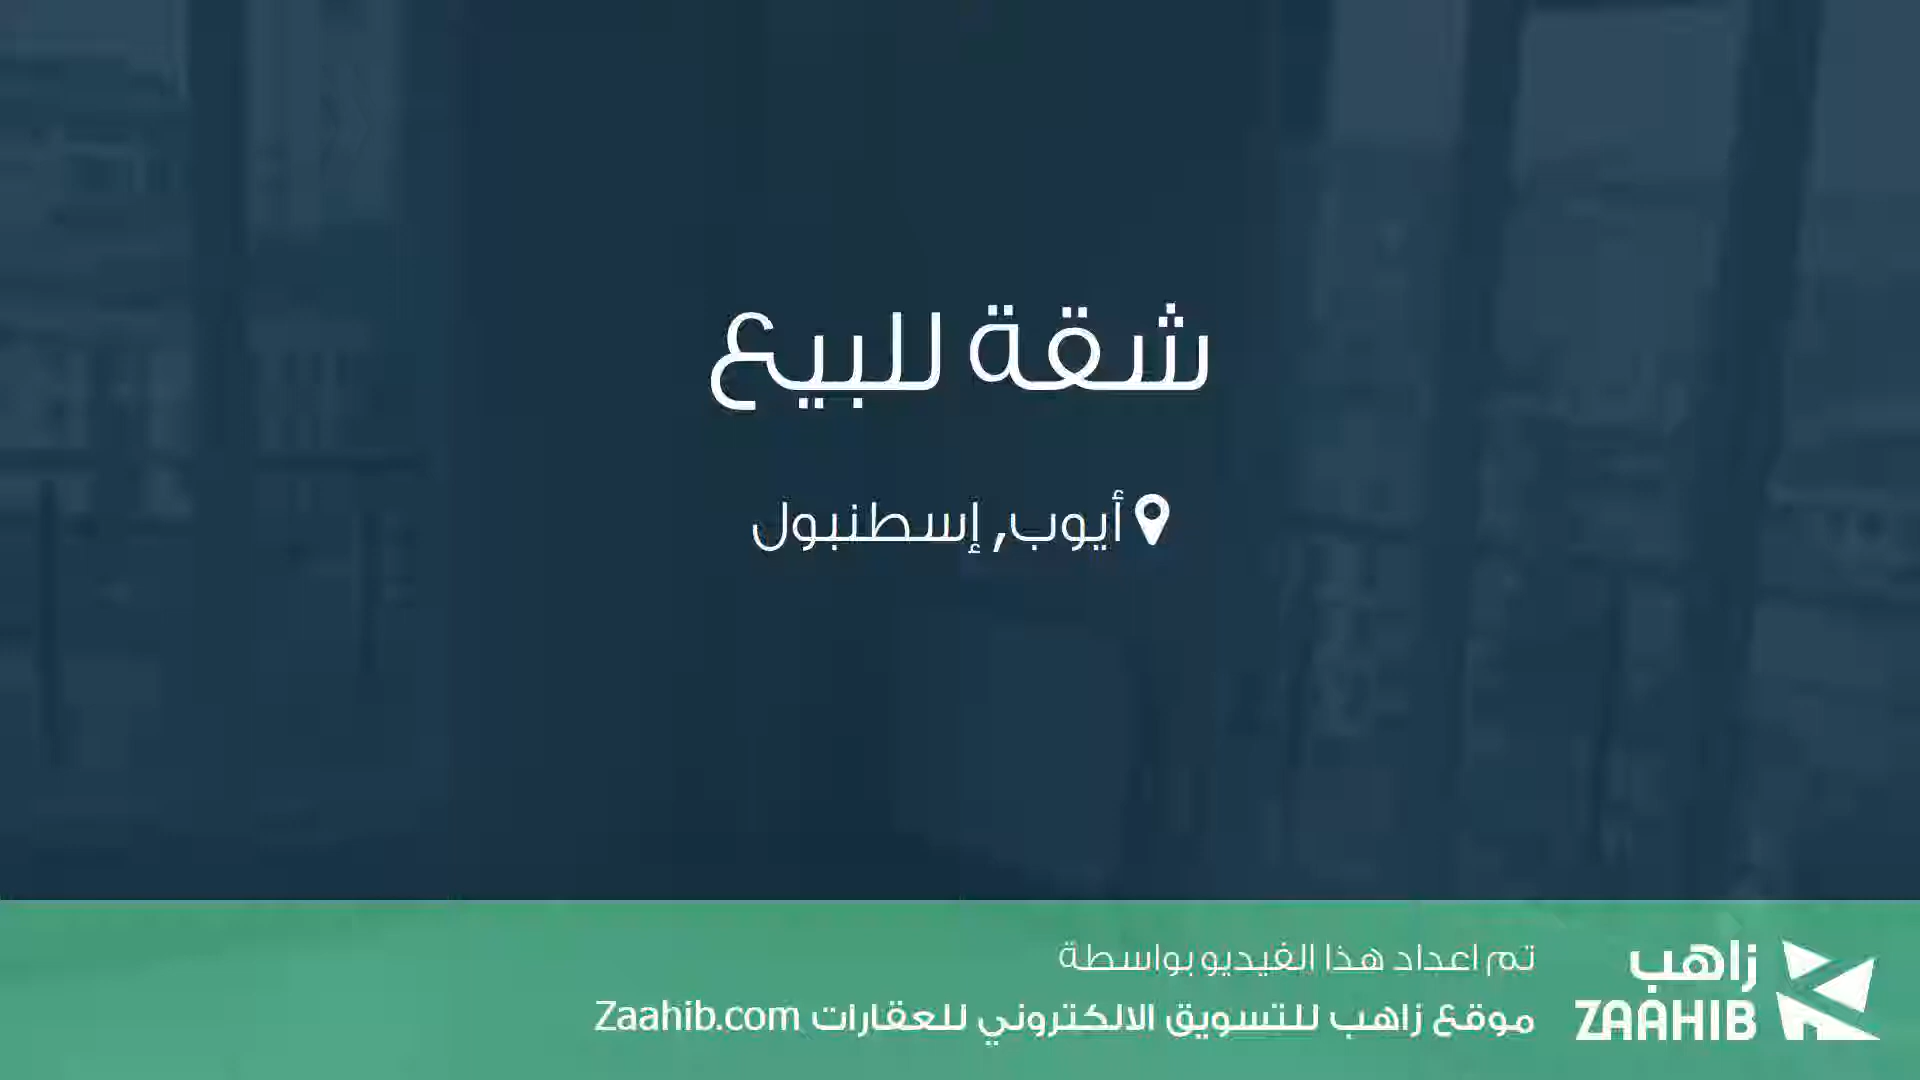 شقة للبيع
أيوب, إسطنبول
تم اعداد هذا الفيديو بواسطة
موقع زاهب للتسويق الالكتروني للعقارات Zaahib.com
زاهب
ZAAHIB